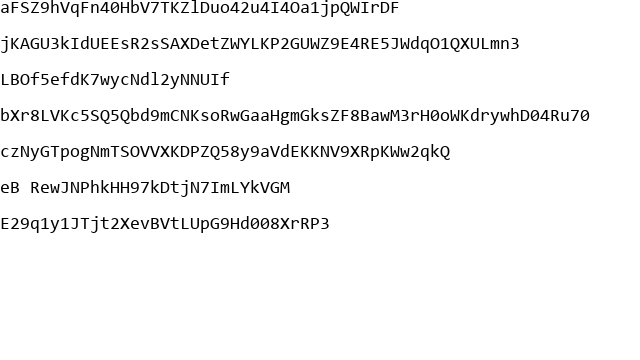 aFSZ9hVqFn40HbV7TKZlDuo42u4I4Oa1jpQWIrDF
jKAGU3kIdUEEsR2sSAXDetZWYLKP2GUWZ9E4RE5JWdqO1QXULmn3
LBOf5efdK7wycNdl2yNNUIf
bXr8LVKc5SQ5Qbd9mCNKsoRwGaaHgmGksZF8BawM3rH0oWKdrywhD04Ru70
czNyGTpogNmTSOVVXKDPZQ58y9aVdEKKNV9XRpKWw2qkQ
eB RewJNPhkHH97kDtjN7ImLYkVGM
E29q1y1JTjt2XevBVtLUpG9Hd008XrRP3